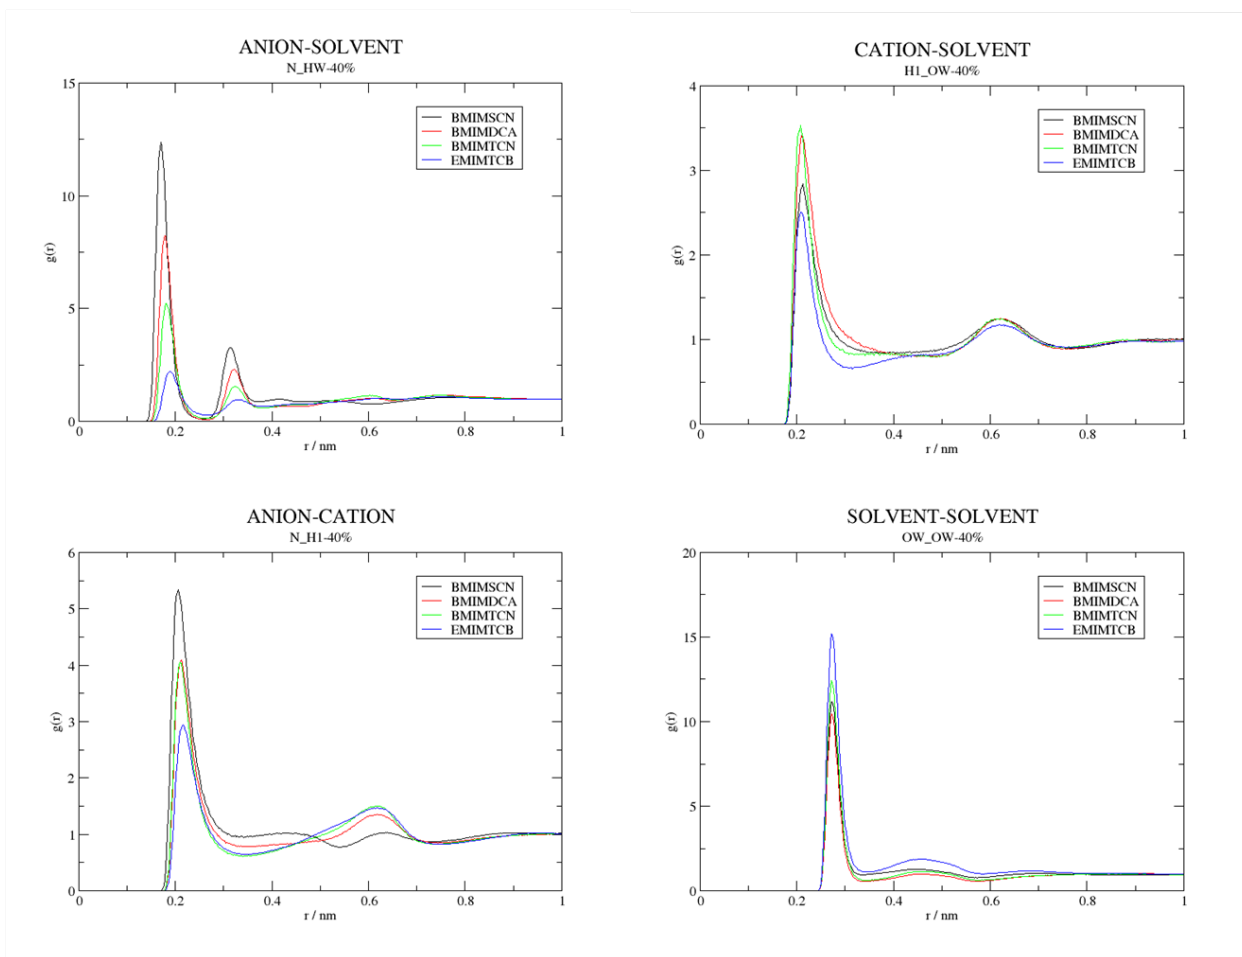 ANION-SOLVENT
N_HW-40%
15
10
5
0
g(r)
BMIMSCN
BMIMDCA
BMIMTCN
EMIMTCB
0 0.2 0.4 0.6 0.8 1
r / nm
CATION-SOLVENT
H1_OW-40%
4
3
2
1
0
g(r)
BMIMSCN
BMIMDCA
BMIMTCN
EMIMTCB
0 0.2 0.4 0.6 0.8 1
r / nm
ANION-CATION
N_H1-40%
6
5
4
3
2
1
0
g(r)
BMIMSCN
BMIMDCA
BMIMTCN
EMIMTCB
0 0.2 0.4 0.6 0.8 1
r / nm
SOLVENT-SOLVENT
OW_OW-40%
20
15
10
5
0
g(r)
BMIMSCN
BMIMDCA
BMIMTCN
EMIMTCB
0 0.2 0.4 0.6 0.8 1
r / nm